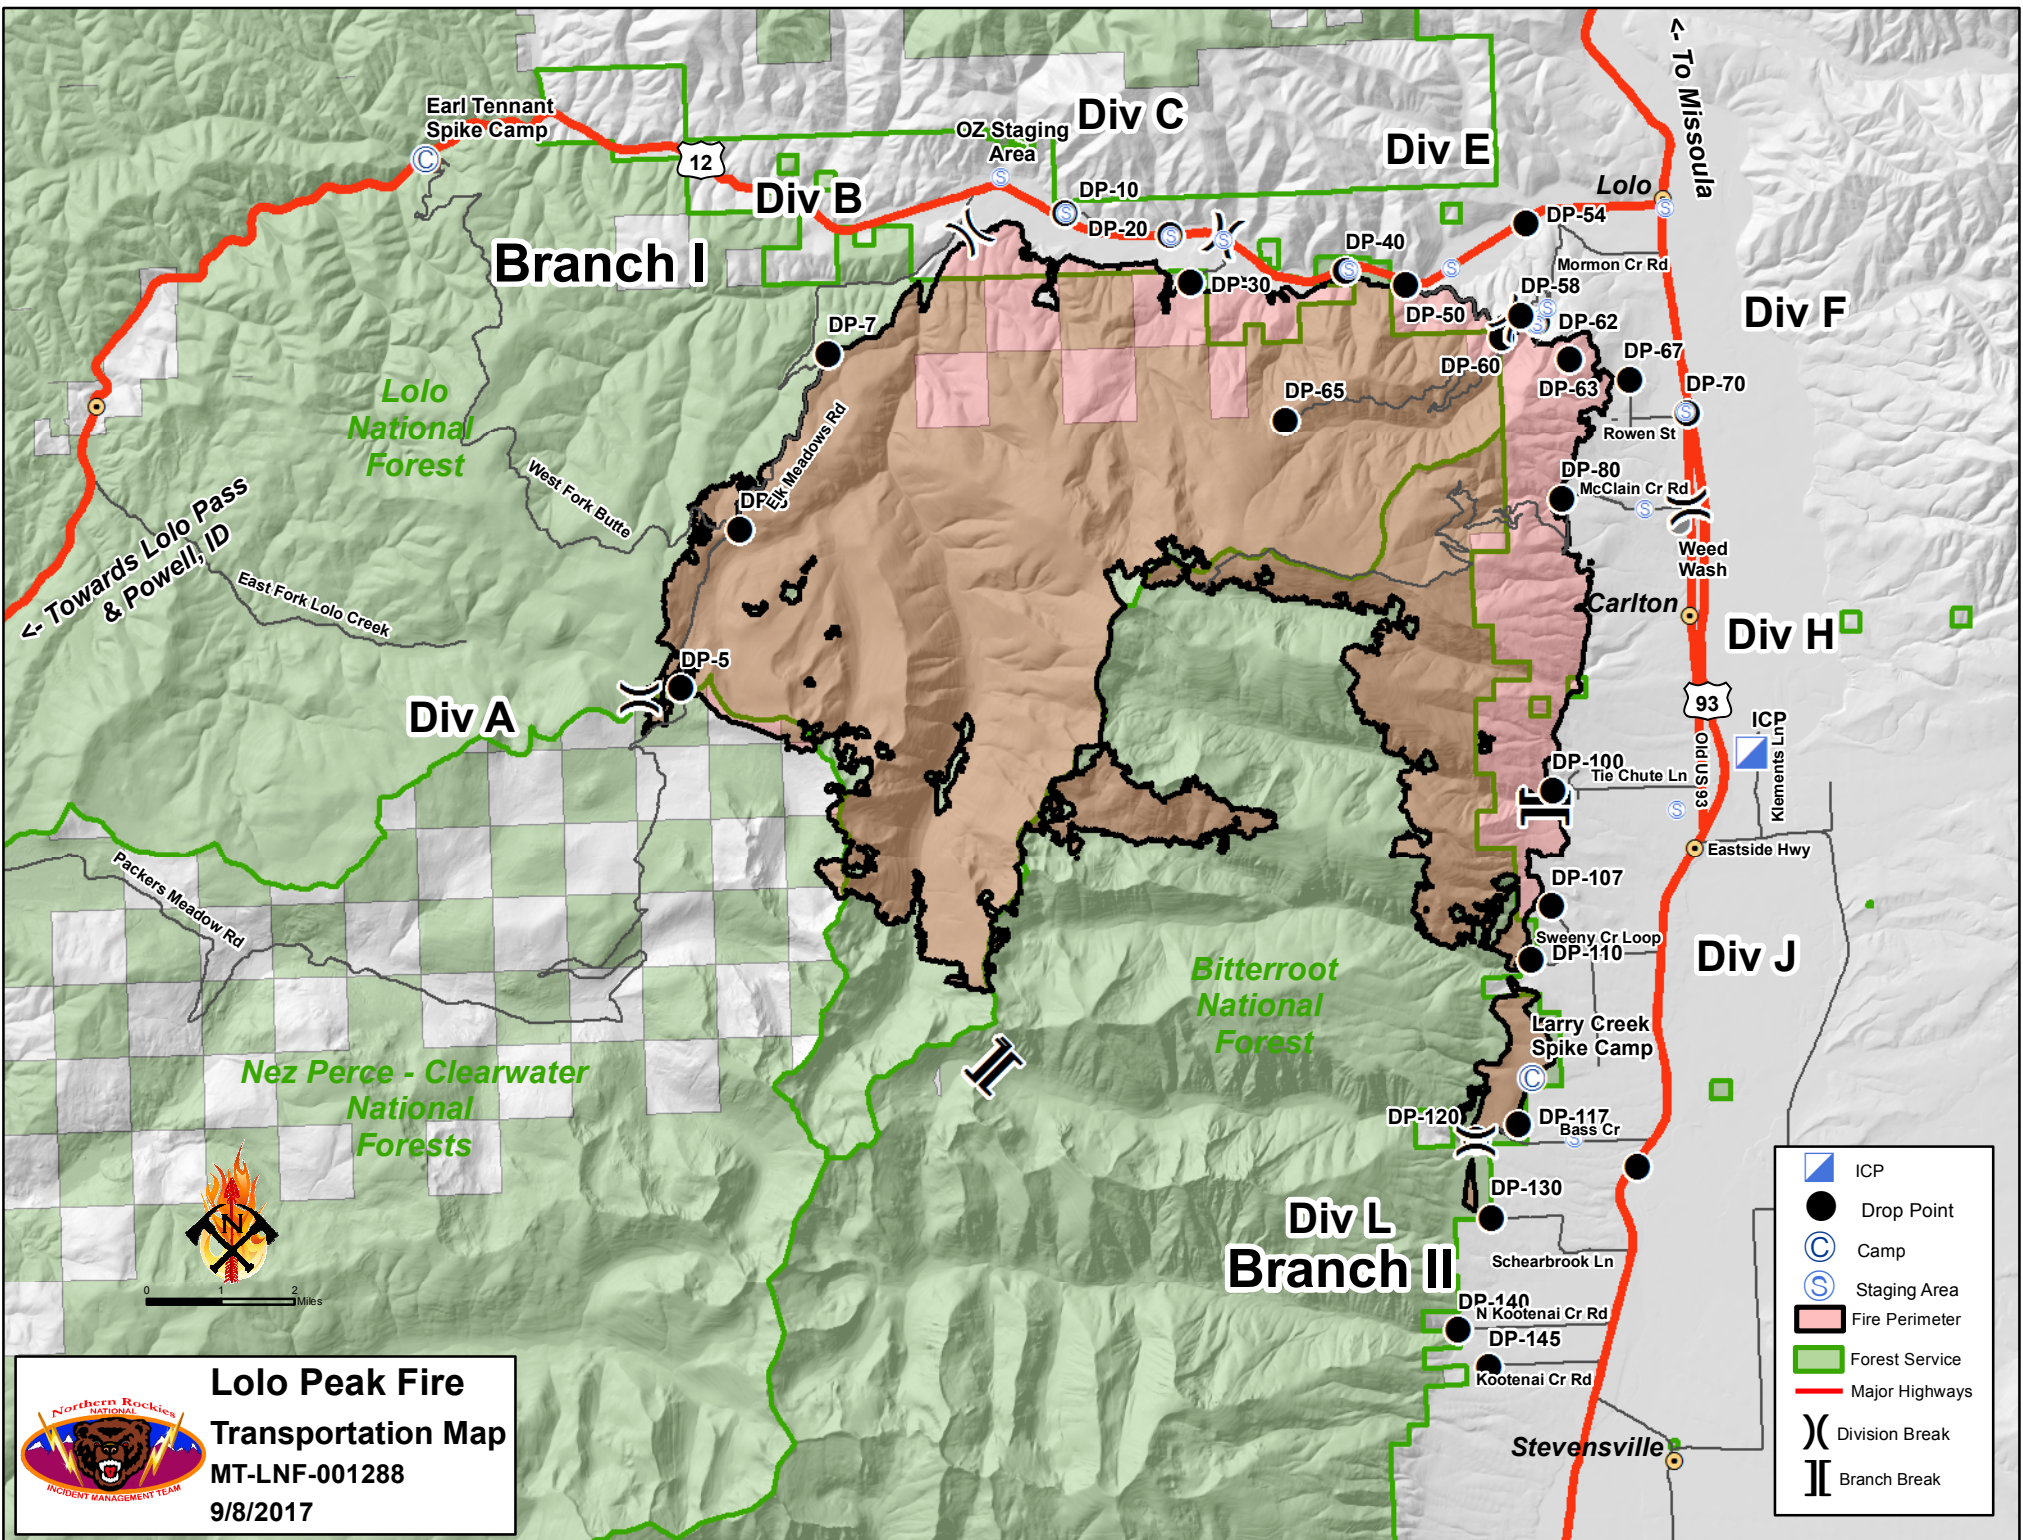 <- To Missoula
Earl Tennant
Spike Camp
C
12
OZ Staging
Area
Div C
Div E
Div B
Branch I
DP-10
DP-20
DP-30
DP-40
DP-50
DP-54
Lolo
Mormon Cr Rd
DP-58
DP-62
DP-60
DP-63
DP-67
DP-70
Div F
DP-7
DP-65
Rowen St
DP-80
McClain Cr Rd
Lolo
National
Forest
Elk Meadows Rd
DP
West Fork Butte
East Fork Lolo Creek
<- Towards Lolo Pass
& Powell, ID
Weed
Wash
Carlton
Div H
93
ICP
Klements Ln
Old US 93
DP-5
Div A
DP-100
Tie Chute Ln
Eastside Hwy
Packers Meadow Rd
DP-107
Sweeny Cr Loop
DP-110
Div J
Bitterroot
National
Forest
Larry Creek
Spike Camp
C
Nez Perce - Clearwater
National
Forests
DP-120
DP-117
Bass Cr
DP-130
Div L
Branch II
Schearbrook Ln
DP-140
N Kootenai Cr Rd
DP-145
Kootenai Cr Rd
Stevensville
N
0 1 2
Miles
Northern Rockies
NATIONAL
INCIDENT MANAGEMENT TEAM
Lolo Peak Fire
Transportation Map
MT-LNF-001288
9/8/2017
ICP
Drop Point
C Camp
S Staging Area
Fire Perimeter
Forest Service
Major Highways
Division Break
Branch Break